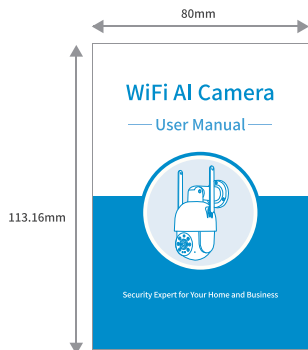 80mm
WiFi AI Camera
User Manual
113.16mm
Security Expert for Your Home and Business